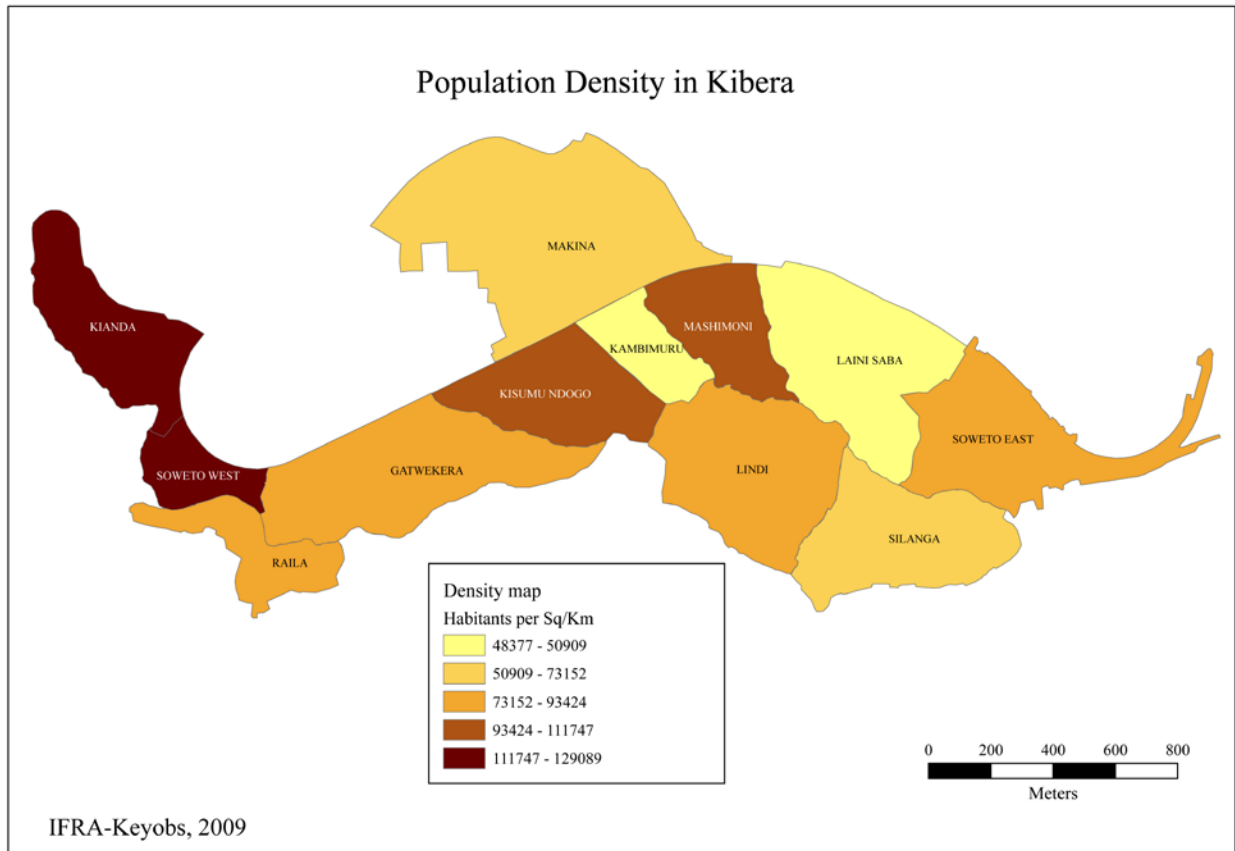 Population Density in Kibera
MAKINA
KIANDA
MASHIMONI
KAMBIMURU
LAINI SABA
KISUMU NDOGO
SOWETO EAST
GATWEKERA
LINDI
SOWETO WEST
SILANGA
RAILA
Density map
Habitants per Sq/Km
48377 - 50909
50909 - 73152
73152 - 93424
93424 - 111747
111747 - 129089
0 200 400 600 800
Meters
IFRA-Keyobs, 2009